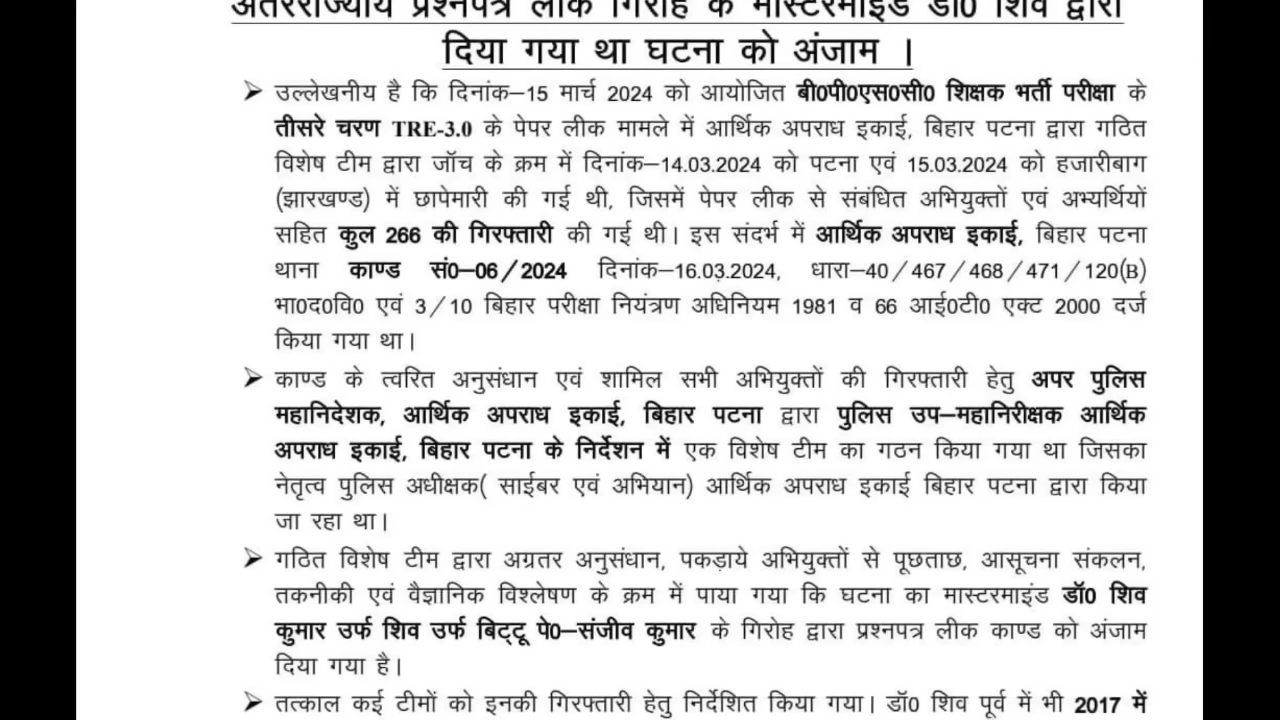 अंतरराज्यीय प्रश्नपत्र लीक गिरोह के मास्टरमाइंड डॉ0 शिव द्वारा
दिया गया था घटना को अंजाम ।
➢ उल्लेखनीय है कि दिनांक–15 मार्च 2024 को आयोजित बी0पी0एस0सी0 शिक्षक भर्ती परीक्षा के
तीसरे चरण TRE-3.0 के पेपर लीक मामले में आर्थिक अपराध इकाई, बिहार पटना द्वारा गठित
विशेष टीम द्वारा जॉच के क्रम में दिनांक–14.03.2024 को पटना एवं 15.03.2024 को हजारीबाग
(झारखण्ड) में छापेमारी की गई थी, जिसमें पेपर लीक से संबंधित अभियुक्तों एवं अभ्यर्थियों
सहित कुल 266 की गिरफ्तारी की गई थी। इस संदर्भ में आर्थिक अपराध इकाई, बिहार पटना
थाना काण्ड सं0–06/2024 दिनांक–16.03.2024, धारा–40/467/468/471/120(B)
भा0द0वि0 एवं 3/10 बिहार परीक्षा नियंत्रण अधिनियम 1981 व 66 आई0टी0 एक्ट 2000 दर्ज
किया गया था।
➢ काण्ड के त्वरित अनुसंधान एवं शामिल सभी अभियुक्तों की गिरफ्तारी हेतु अपर पुलिस
महानिदेशक, आर्थिक अपराध इकाई, बिहार पटना द्वारा पुलिस उप–महानिरीक्षक आर्थिक
अपराध इकाई, बिहार पटना के निर्देशन में एक विशेष टीम का गठन किया गया था जिसका
नेतृत्व पुलिस अधीक्षक( साईबर एवं अभियान) आर्थिक अपराध इकाई बिहार पटना द्वारा किया
जा रहा था।
➢ गठित विशेष टीम द्वारा अग्रतर अनुसंधान, पकड़ाये अभियुक्तों से पूछताछ, आसूचना संकलन,
तकनीकी एवं वैज्ञानिक विश्लेषण के क्रम में पाया गया कि घटना का मास्टरमाइंड डॉ0 शिव
कुमार उर्फ शिव उर्फ बिट्टू पे0–संजीव कुमार के गिरोह द्वारा प्रश्नपत्र लीक काण्ड को अंजाम
दिया गया है।
➢ तत्काल कई टीमों को इनकी गिरफ्तारी हेतु निर्देशित किया गया। डॉ0 शिव पूर्व में भी 2017 में